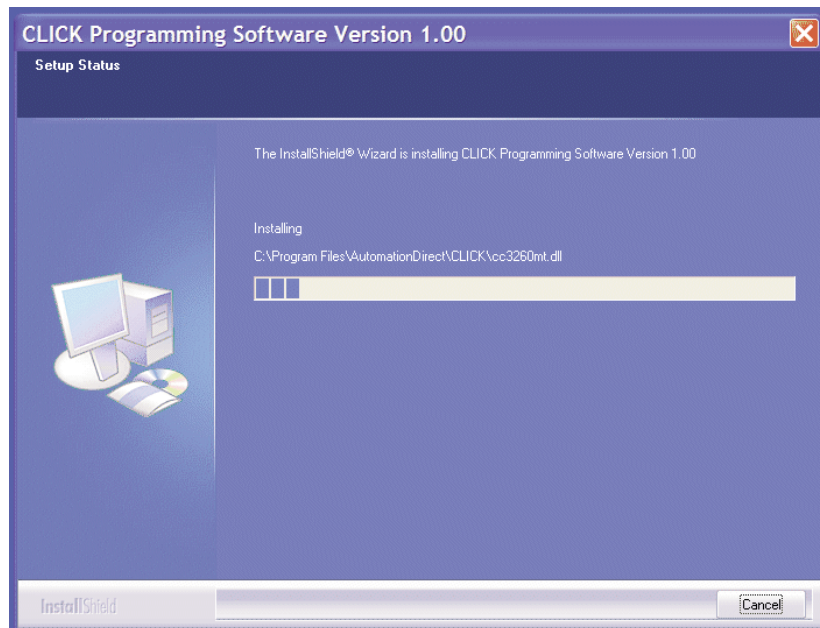 CLICK Programming Software Version 1.00
Setup Status
The InstallShield® Wizard is installing CLICK Programming Software Version 1.00
Installing
C:\Program Files\AutomationDirect\CLICK\cc3260mt.dll
InstallShield
Cancel